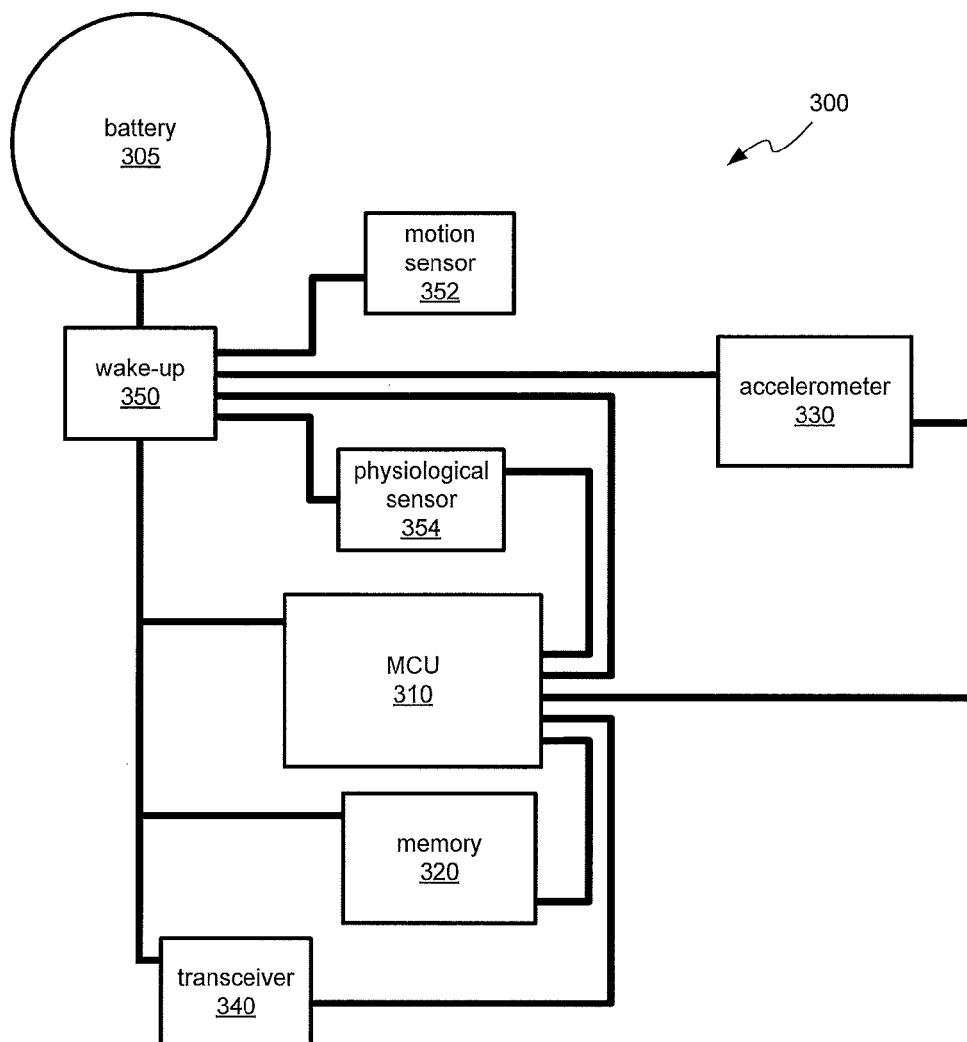 battery
305
300
motion
sensor
352
wake-up
350
accelerometer
330
physiological
sensor
354
MCU
310
memory
320
transceiver
340